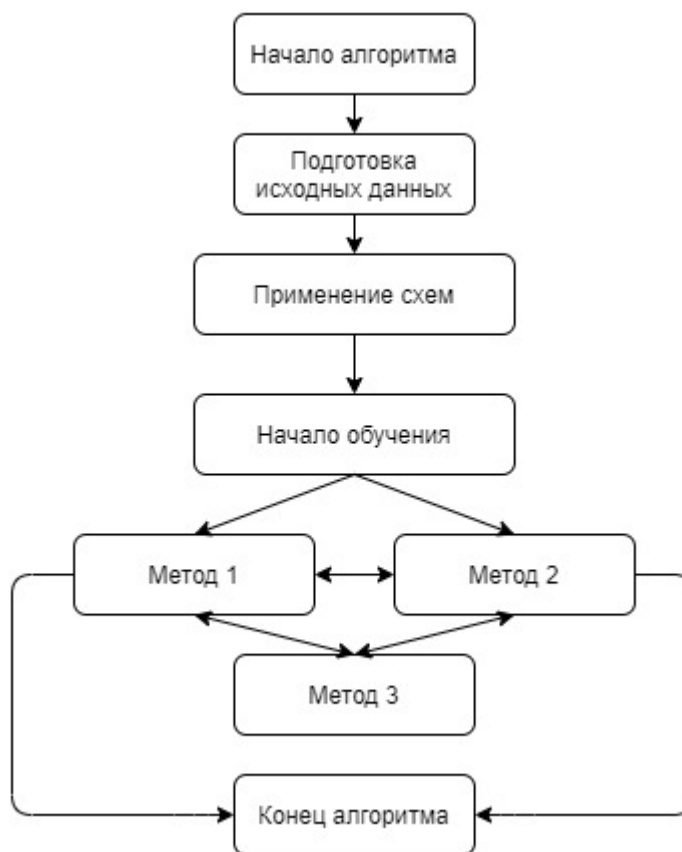 Начало алгоритма
Подготовка
исходных данных
Применение схем
Начало обучения
Метод 1
Метод 2
Метод 3
Конец алгоритма